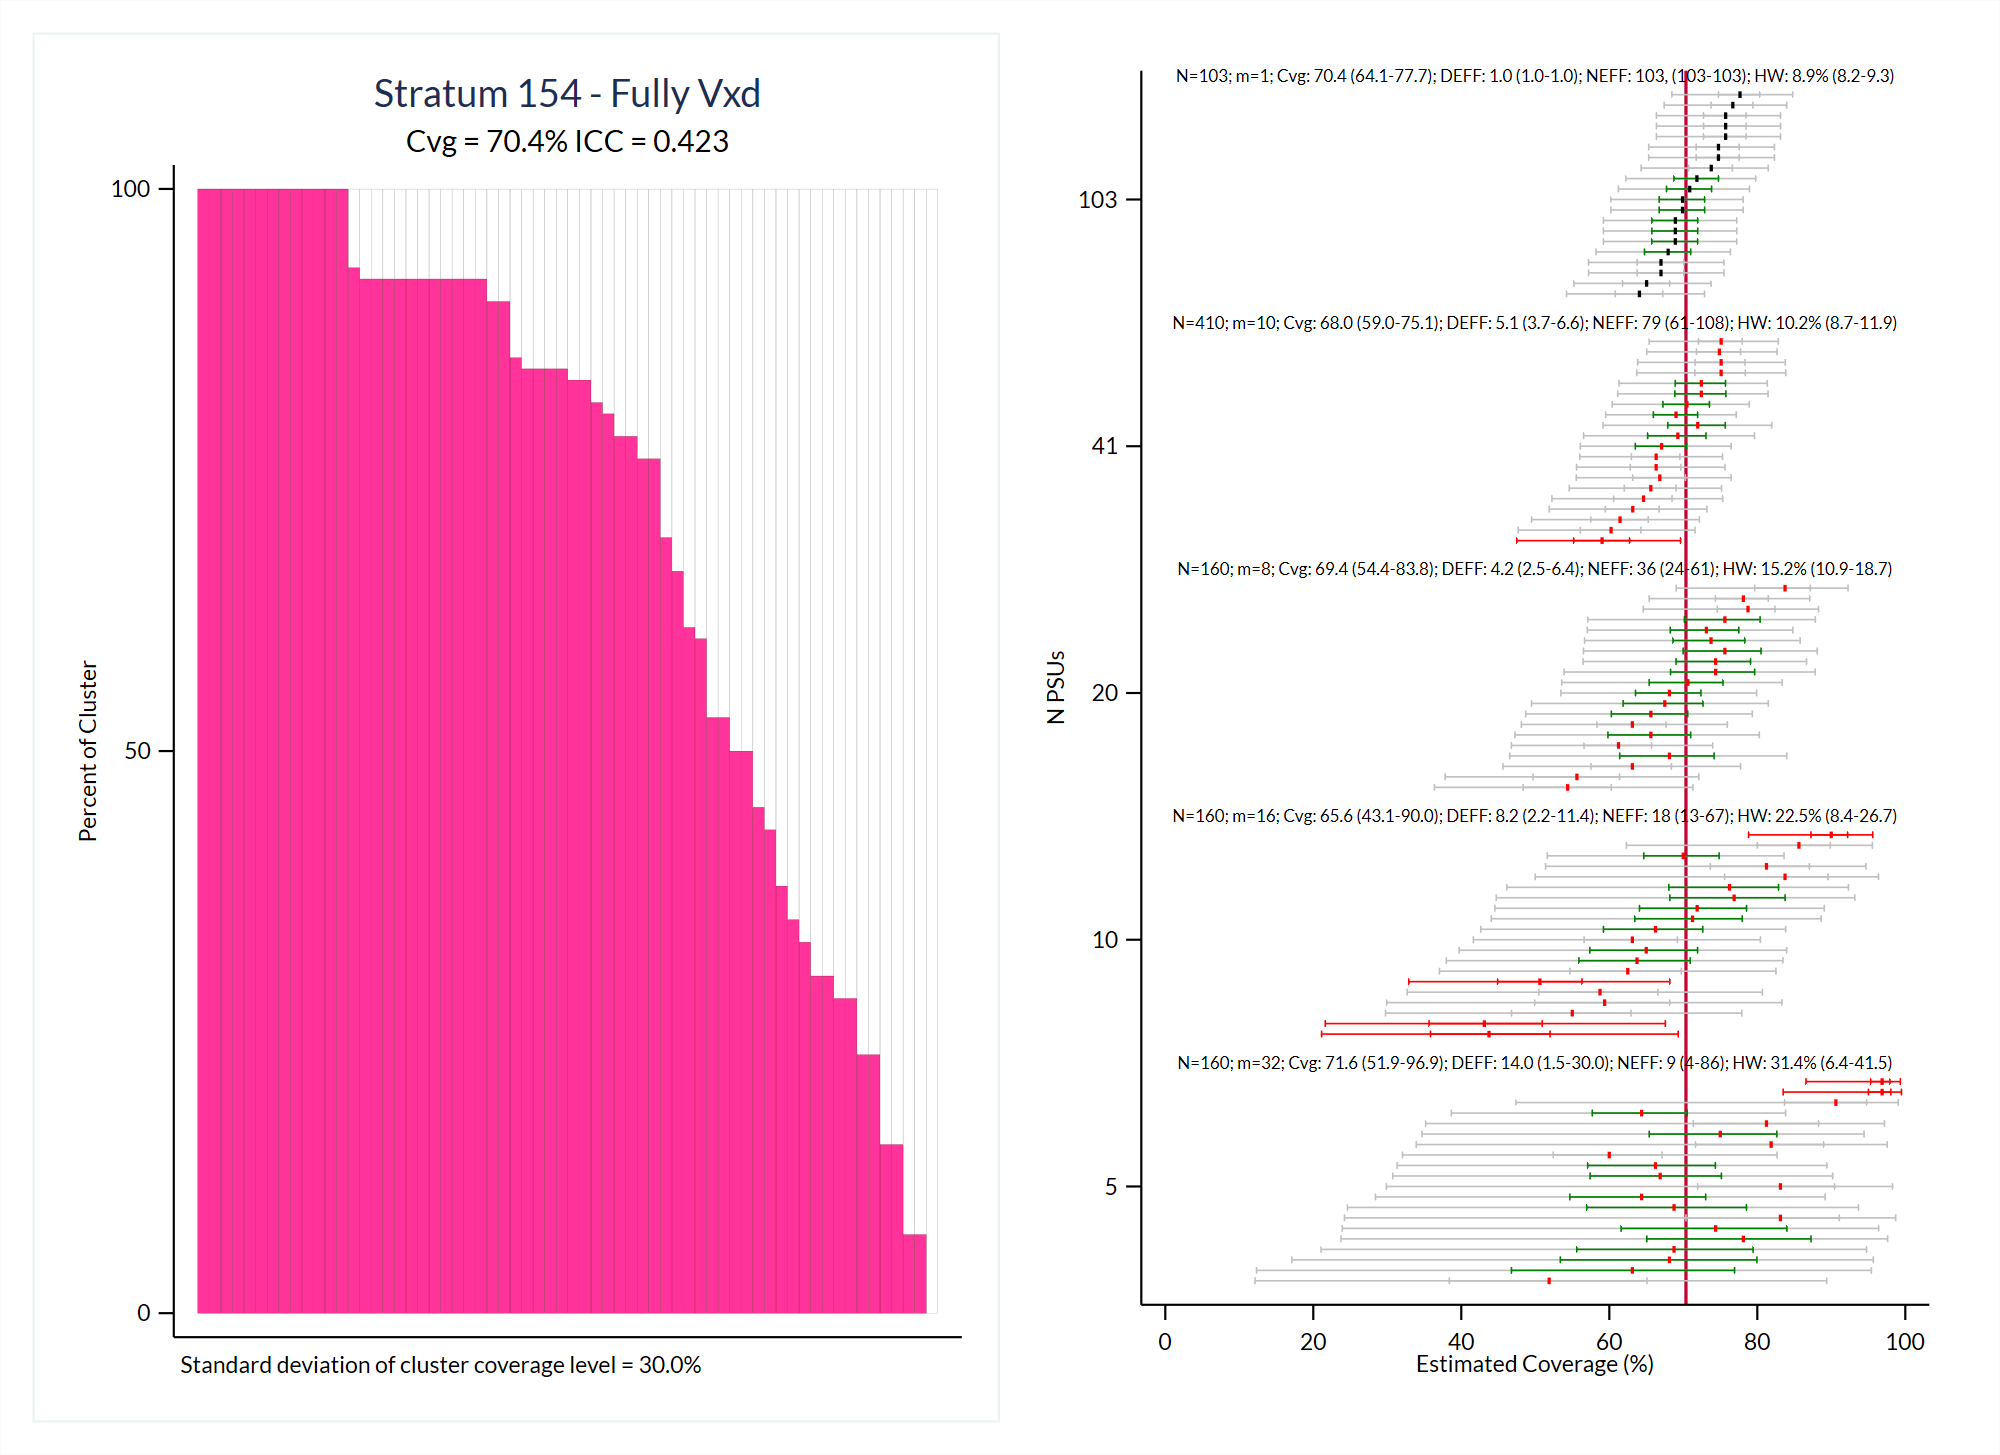 Stratum 154 - Fully Vxd
Cvg = 70.4% ICC = 0.423
100
50
0
Percent of Cluster
Standard deviation of cluster coverage level = 30.0%
N=103; m=1; Cvg: 70.4 (64.1-77.7); DEFF: 1.0 (1.0-1.0); NEFF: 103, (103-103); HW: 8.9% (8.2-9.3)
103
N=410; m=10; Cvg: 68.0 (59.0-75.1); DEFF: 5.1 (3.7-6.6); NEFF: 79 (61-108); HW: 10.2% (8.7-11.9)
41
N=160; m=8; Cvg: 69.4 (54.4-83.8); DEFF: 4.2 (2.5-6.4); NEFF: 36 (24-61); HW: 15.2% (10.9-18.7)
20
N PSUs
N=160; m=16; Cvg: 65.6 (43.1-90.0); DEFF: 8.2 (2.2-11.4); NEFF: 18 (13-67); HW: 22.5% (8.4-26.7)
10
N=160; m=32; Cvg: 71.6 (51.9-96.9); DEFF: 14.0 (1.5-30.0); NEFF: 9 (4-86); HW: 31.4% (6.4-41.5)
5
0 20 40 60 80 100
Estimated Coverage (%)